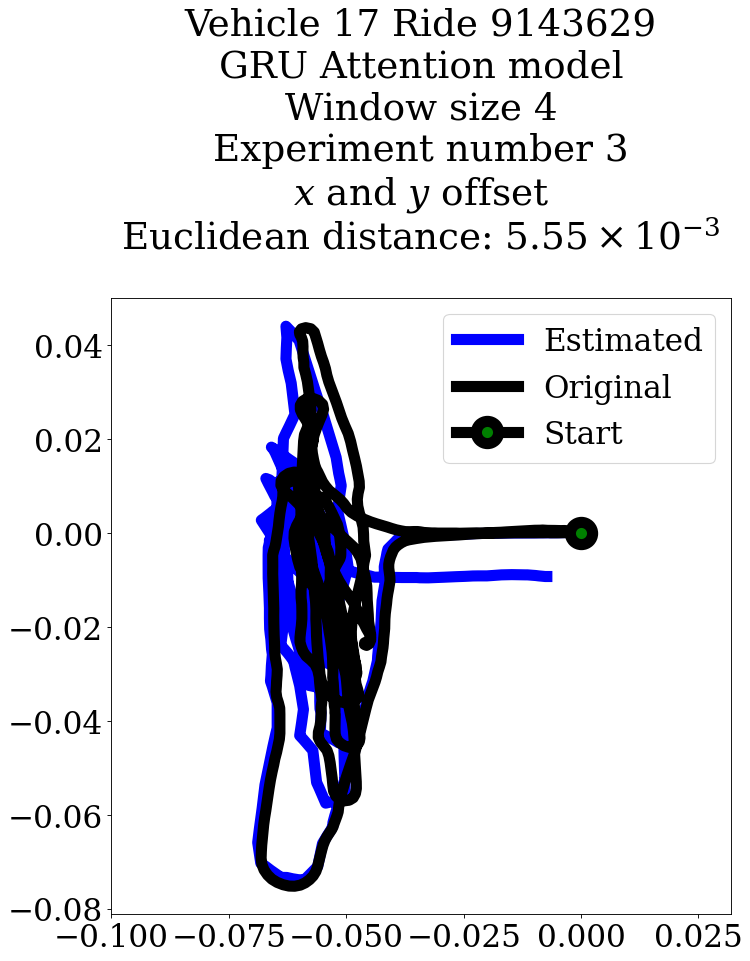 Vehicle 17 Ride 9143629
GRU Attention model
Window size 4
Experiment number 3
x and y offset
Euclidean distance: 5.55 × 10⁻³
Estimated
Original
Start
0.04
0.02
0.00
−0.02
−0.04
−0.06
−0.08
−0.100 −0.075 −0.050 −0.025 0.000 0.025